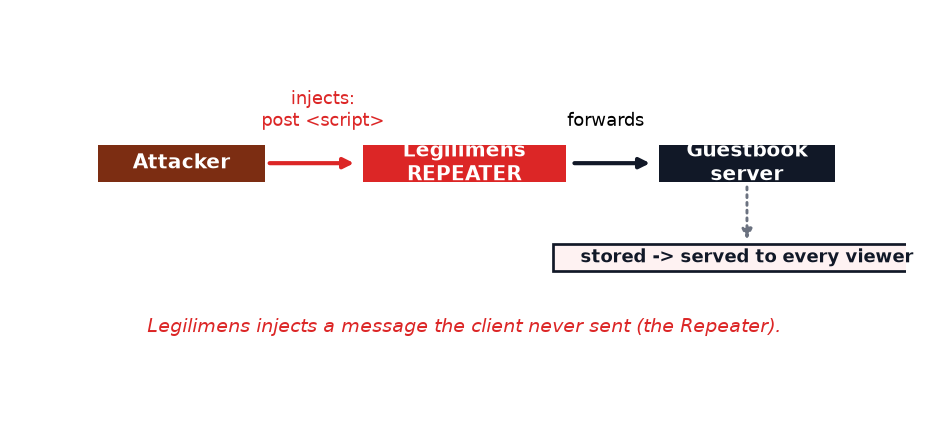 injects:
post <script>
forwards
Attacker
Legilimens
REPEATER
Guestbook
server
stored -> served to every viewer
Legilimens injects a message the client never sent (the Repeater).